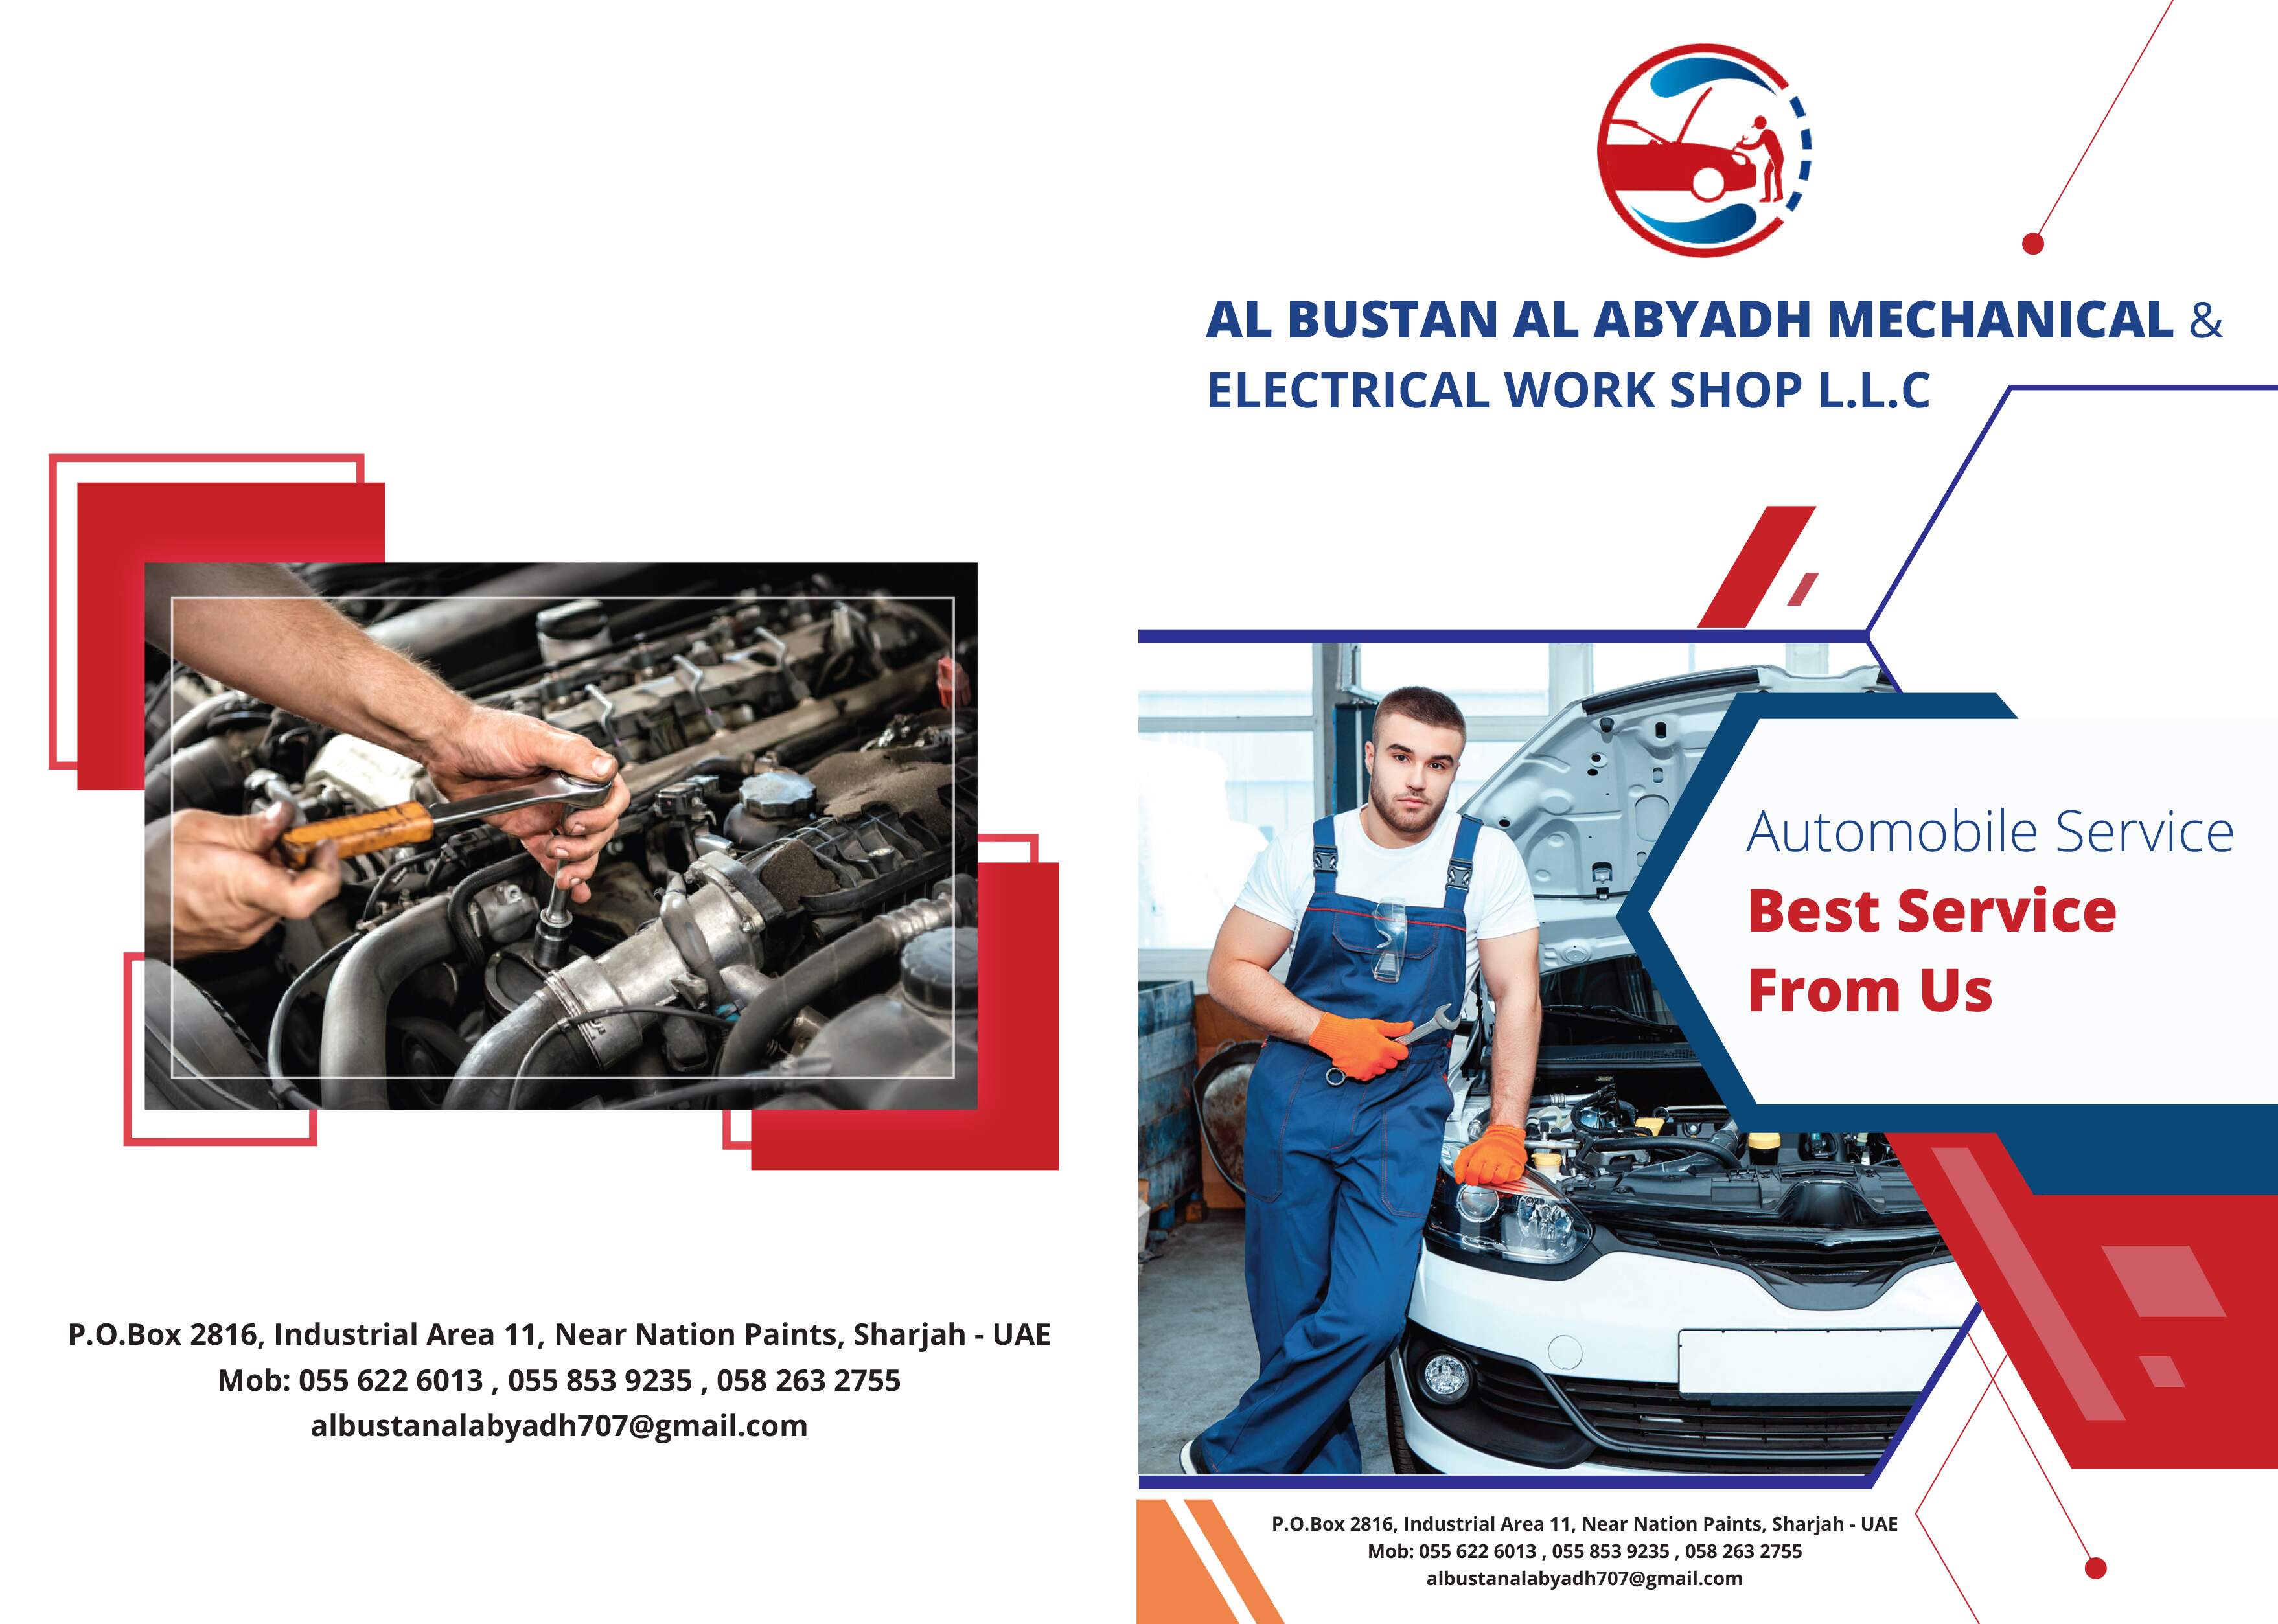 P.O.Box 2816, Industrial Area 11, Near Nation Paints, Sharjah - UAE
Mob: 055 622 6013 , 055 853 9235 , 058 263 2755
albustanalabyadh707@gmail.com
AL BUSTAN AL ABYADH MECHANICAL &
ELECTRICAL WORK SHOP L.L.C
Automobile Service
Best Service
From Us
P.O.Box 2816, Industrial Area 11, Near Nation Paints, Sharjah - UAE
Mob: 055 622 6013 , 055 853 9235 , 058 263 2755
albustanalabyadh707@gmail.com